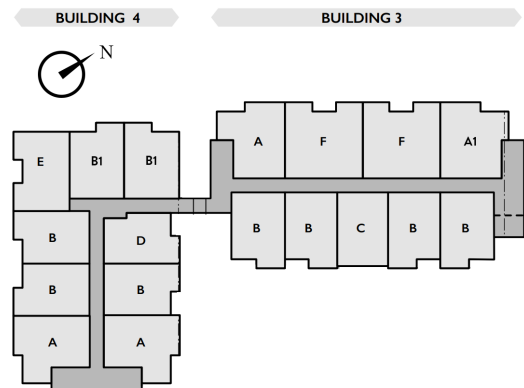 BUILDING 4 BUILDING 3
N
A F F A1
E B1 B1
B D
B B C B B
B B
A A